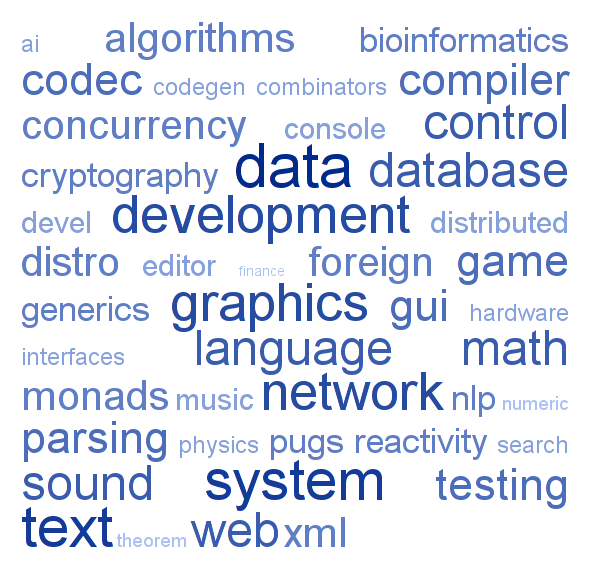 ai algorithms bioinformatics
codec codegen combinators compiler
concurrency console control
cryptography data database
devel development distributed
distro editor finance foreign game
generics graphics gui hardware
interfaces language math
monads music network nlp numeric
parsing physics pugs reactivity search
sound system testing
text theorem web xml